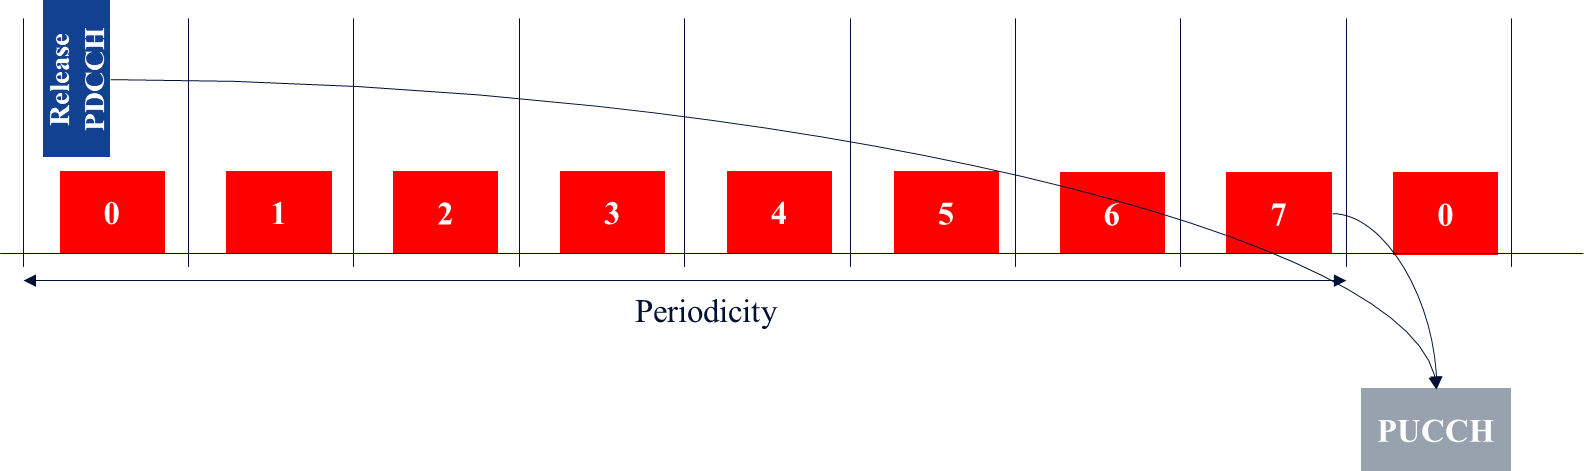 Release
PDCCH
0
1
2
3
4
5
6
7
0
Periodicity
PUCCH